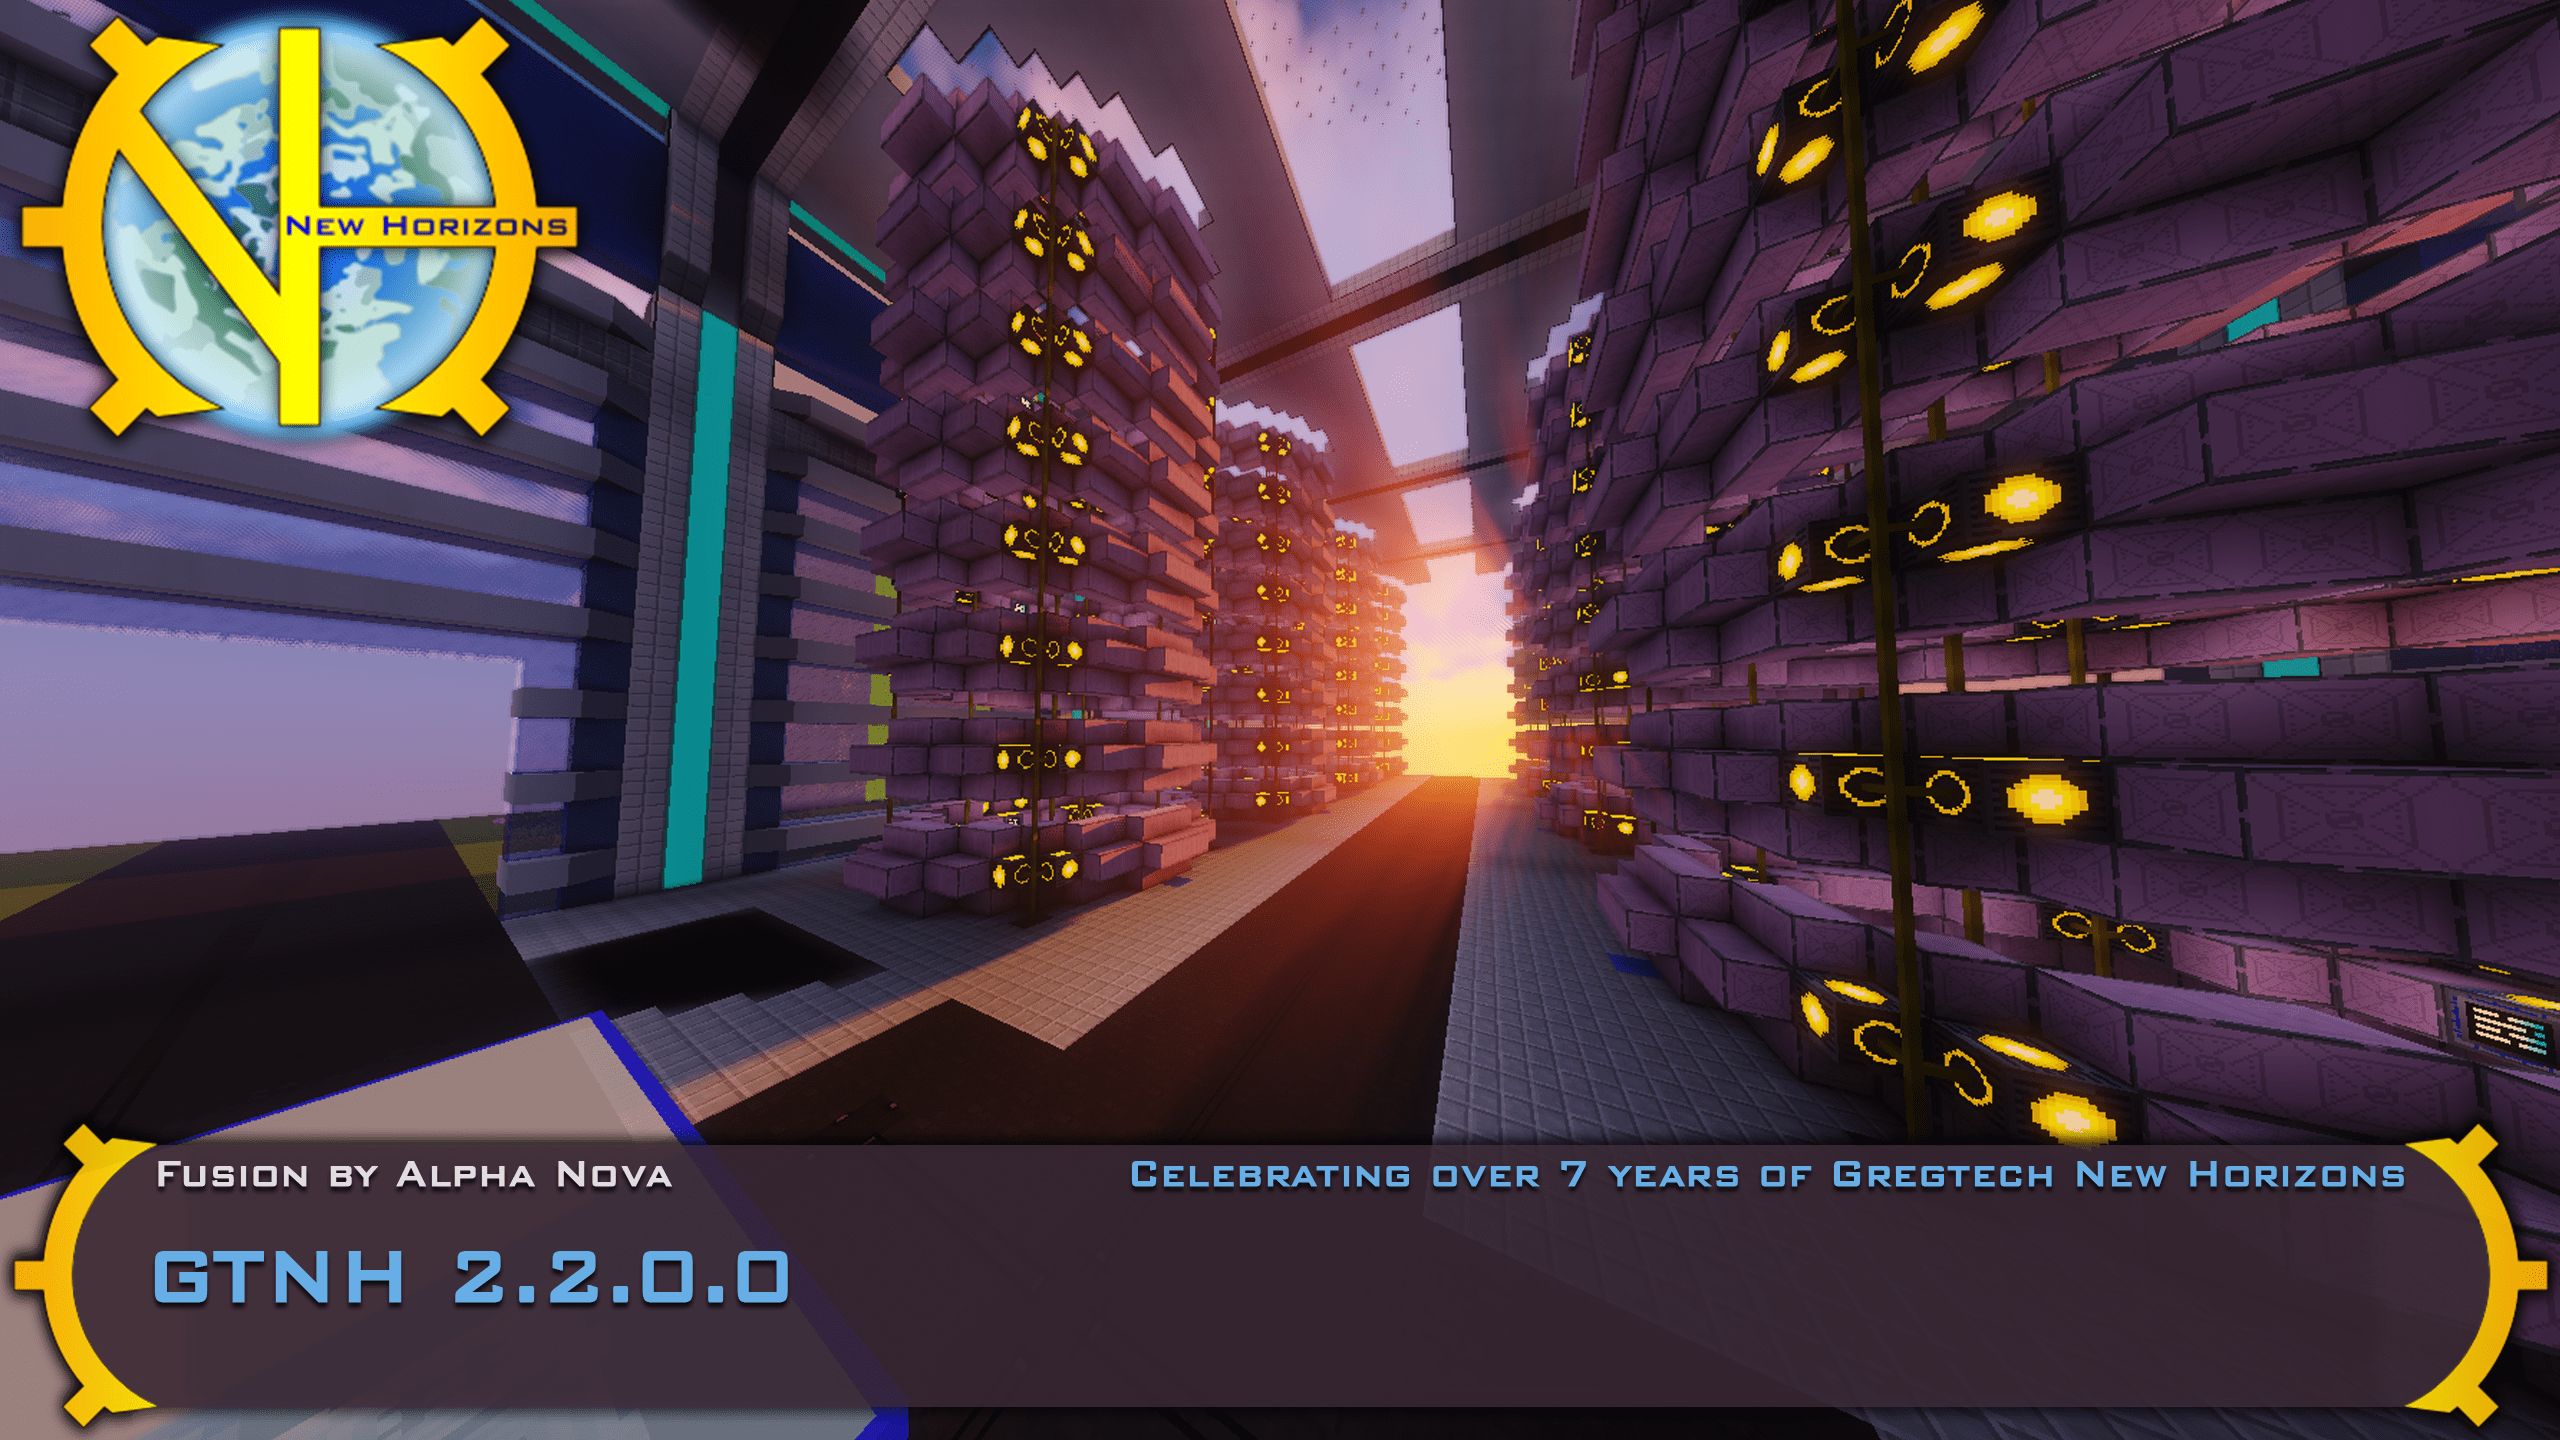 New Horizons
Fusion by Alpha Nova
Celebrating over 7 years of Gregtech New Horizons
GTNH 2.2.0.0